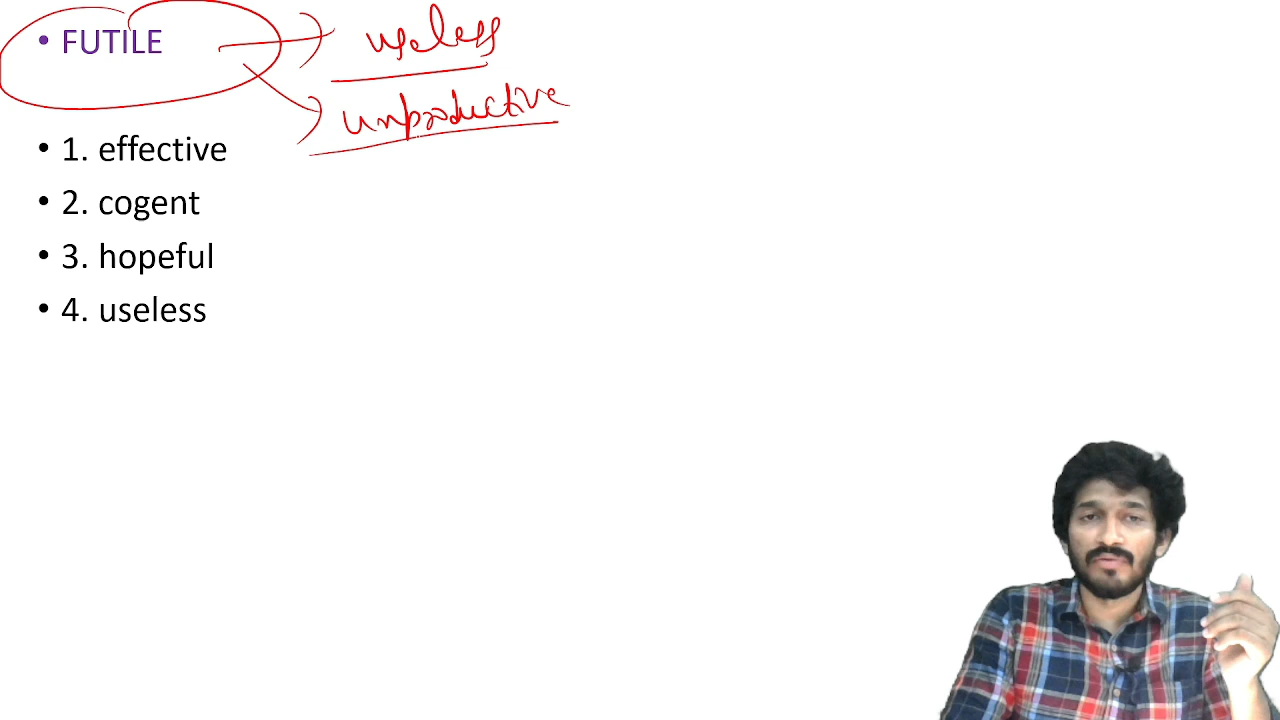 • FUTILE
useless
unproductive
• 1. effective
• 2. cogent
• 3. hopeful
• 4. useless